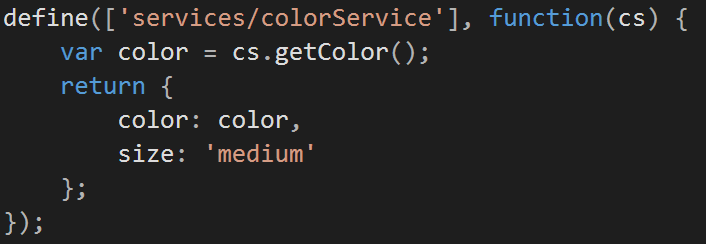 define(['services/colorService'], function(cs) {
    var color = cs.getColor();
    return {
        color: color,
        size: 'medium'
    };
});